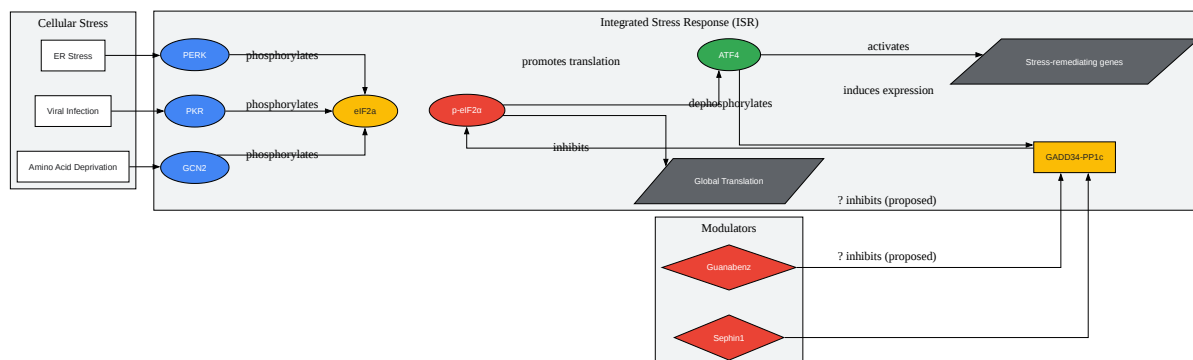 Cellular Stress
Integrated Stress Response (ISR)
ER Stress
PERK
phosphorylates
promotes translation
ATF4
activates
Stress-remediating genes
induces expression
Viral Infection
PKR
phosphorylates
eIF2a
p-eIF2α
dephosphorylates
Amino Acid Deprivation
GCN2
phosphorylates
inhibits
GADD34-PP1c
Global Translation
? inhibits (proposed)
Modulators
Guanabenz
? inhibits (proposed)
Sephin1